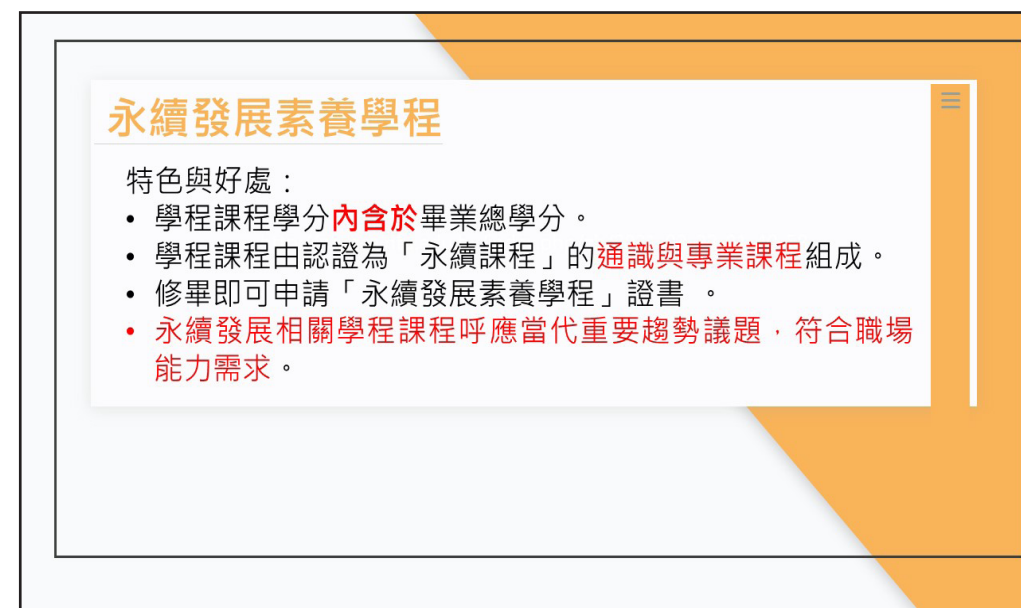 永續發展素養學程
特色與好處：
• 學程課程學分內含於畢業總學分。
• 學程課程由認證為「永續課程」的通識與專業課程組成。
• 修畢即可申請「永續發展素養學程」證書 。
• 永續發展相關學程課程呼應當代重要趨勢議題，符合職場
能力需求。